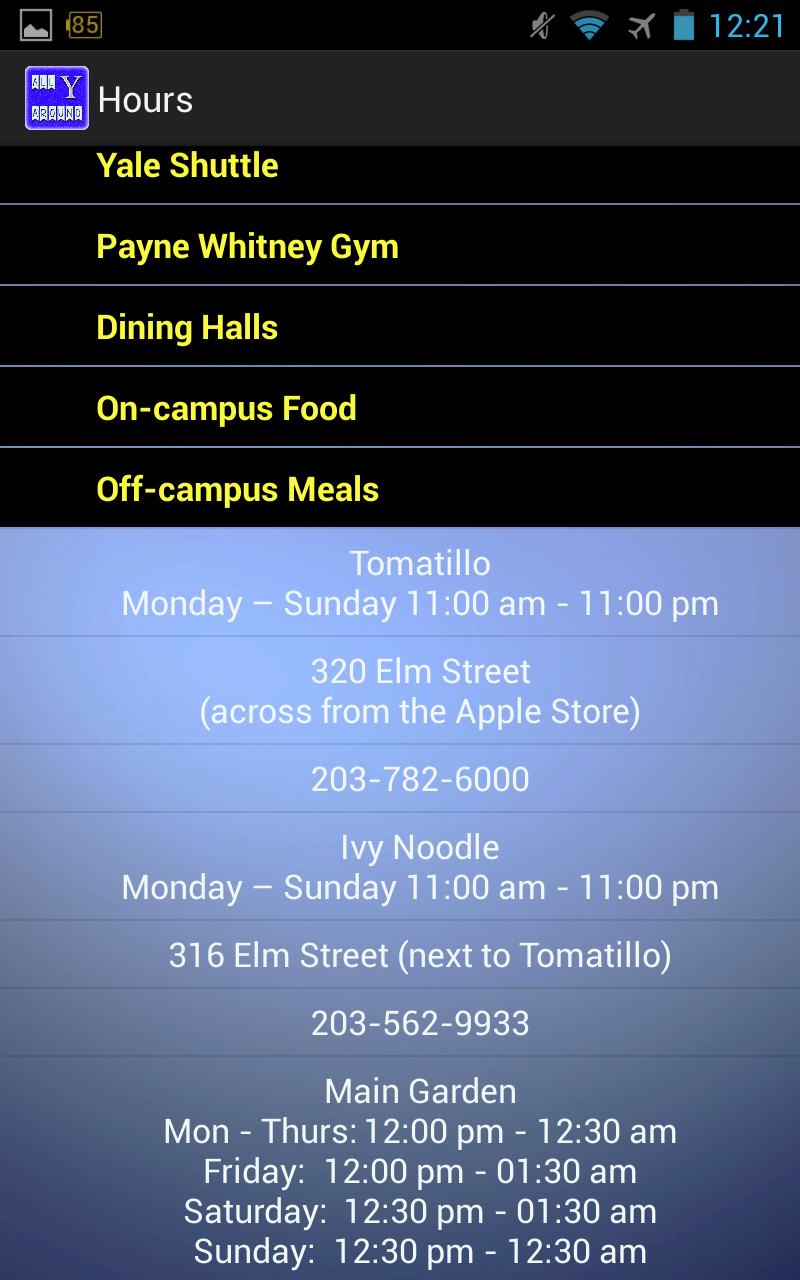 85
12:21
ALL Y
AROUND
Hours
Yale Shuttle
Payne Whitney Gym
Dining Halls
On-campus Food
Off-campus Meals
Tomatillo
Monday – Sunday 11:00 am - 11:00 pm
320 Elm Street
(across from the Apple Store)
203-782-6000
Ivy Noodle
Monday – Sunday 11:00 am - 11:00 pm
316 Elm Street (next to Tomatillo)
203-562-9933
Main Garden
Mon - Thurs: 12:00 pm - 12:30 am
Friday:  12:00 pm - 01:30 am
Saturday:  12:30 pm - 01:30 am
Sunday:  12:30 pm - 12:30 am